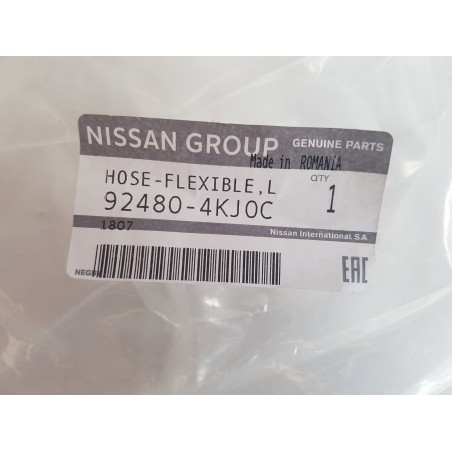 NISSAN GROUP GENUINE PARTS
Made in ROMANIA
HOSE-FLEXIBLE,L QTY
92480-4KJ0C 1
1807
Nissan International S.A.
EAC